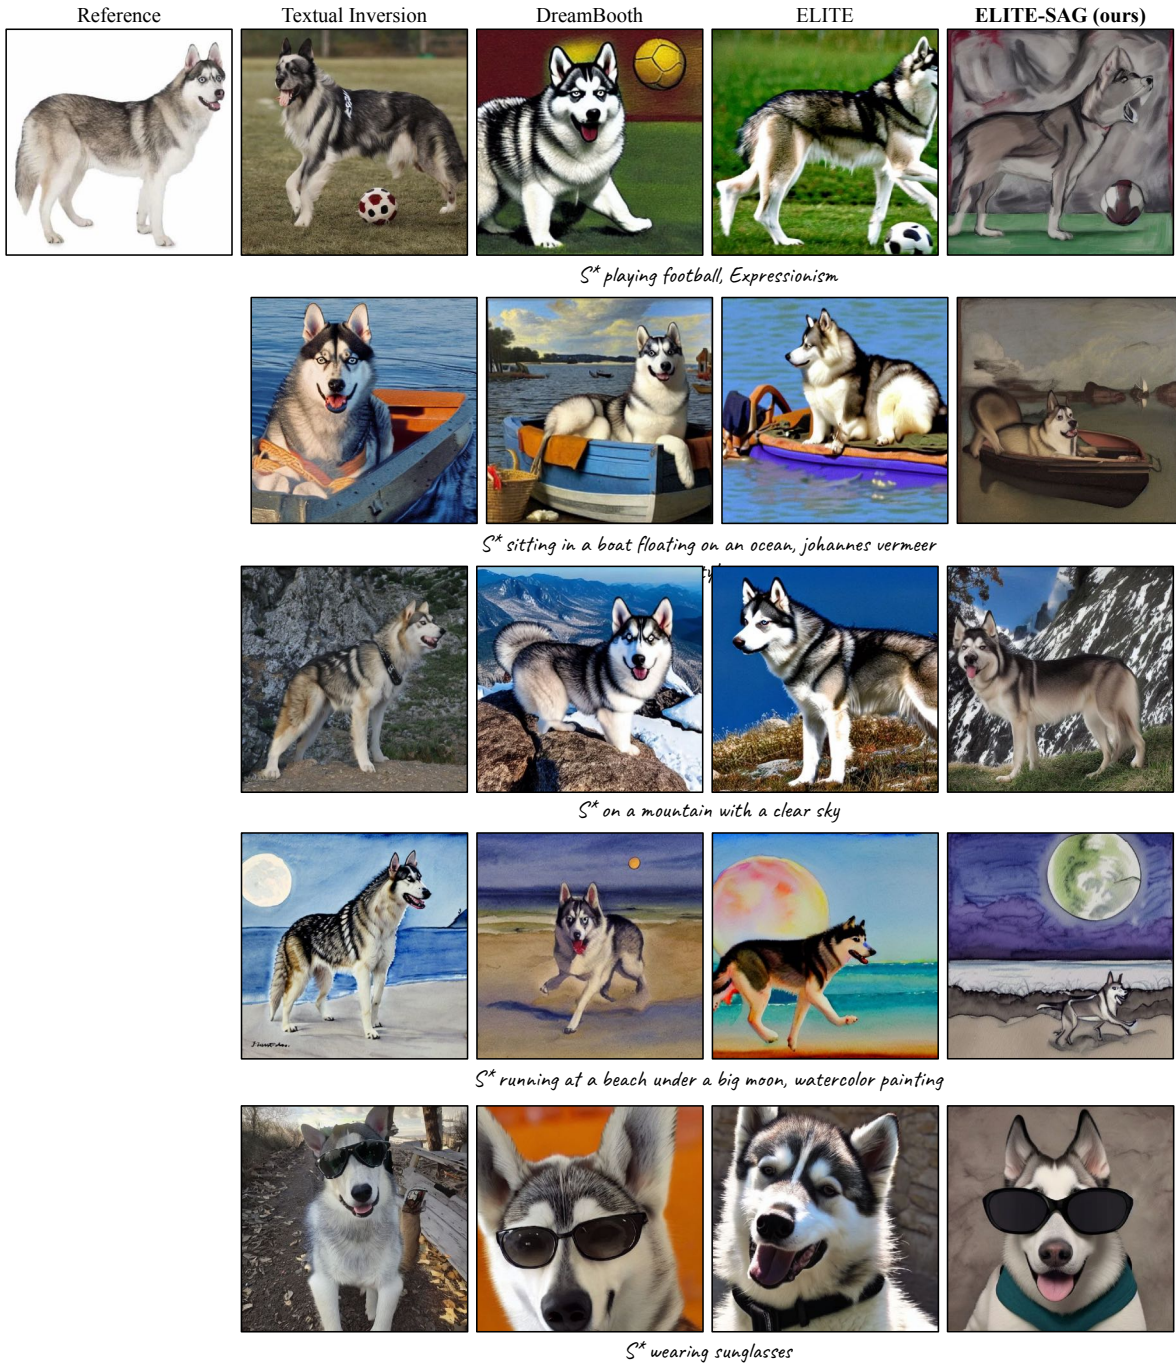 Reference
Textual Inversion
DreamBooth
ELITE
ELITE-SAG (ours)
S* playing football, Expressionism
S* sitting in a boat floating on an ocean, johannes vermeer
S* on a mountain with a clear sky
S* running at a beach under a big moon, watercolor painting
S* wearing sunglasses